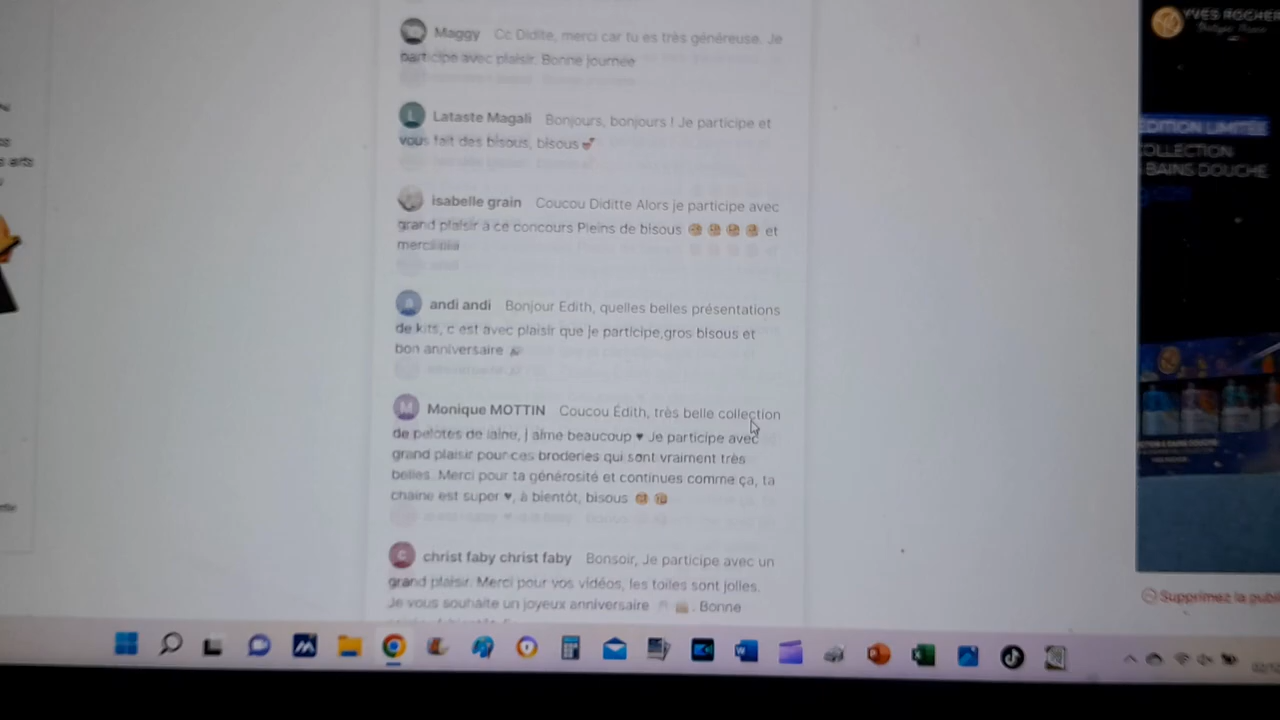 Maggy Cc Didite, merci car tu es très généreuse. Je
participe avec plaisir. Bonne journée
L Lataste Magali Bonjours, bonjours ! Je participe et
vous fait des bisous, bisous💕
isabelle grain Coucou Diditte Alors je participe avec
grand plaisir à ce concours Pleins de bisous et
merciiiiii
a andi andi Bonjour Edith, quelles belles présentations
de kits, c est avec plaisir que je participe,gros bisous et
bon anniversaire
M Monique MOTTIN Coucou Édith, très belle collection
de pelotes de laine, j aime beaucoup ♥ Je participe avec
grand plaisir pour ces broderies qui sont vraiment très
belles. Merci pour ta générosité et continues comme ça, ta
chaine est super ♥, à bientôt, bisous
C christ faby christ faby Bonsoir, Je participe avec un
grand plaisir. Merci pour vos vidéos, les toiles sont jolies.
Je vous souhaite un joyeux anniversaire . Bonne
YVES ROCHER
EDITION LIMITÉE
COLLECTION
BAINS DOUCHE
Supprimez la publ